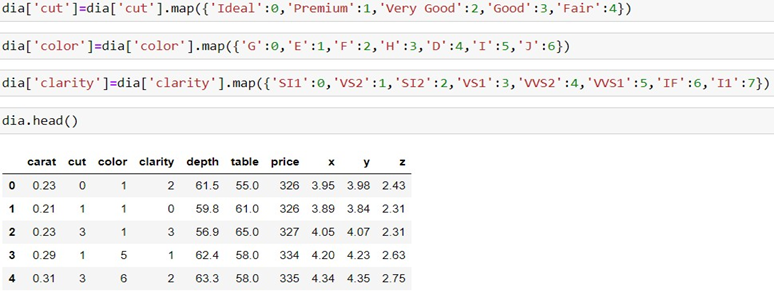 dia['cut']=dia['cut'].map({'Ideal':0,'Premium':1,'Very Good':2,'Good':3,'Fair':4})
dia['color']=dia['color'].map({'G':0,'E':1,'F':2,'H':3,'D':4,'I':5,'J':6})
dia['clarity']=dia['clarity'].map({'SI1':0,'VS2':1,'SI2':2,'VS1':3,'VVS2':4,'VVS1':5,'IF':6,'I1':7})
dia.head()
carat cut color clarity depth table price x y z
0 0.23 0 1 2 61.5 55.0 326 3.95 3.98 2.43
1 0.21 1 1 0 59.8 61.0 326 3.89 3.84 2.31
2 0.23 3 1 3 56.9 65.0 327 4.05 4.07 2.31
3 0.29 1 5 1 62.4 58.0 334 4.20 4.23 2.63
4 0.31 3 6 2 63.3 58.0 335 4.34 4.35 2.75